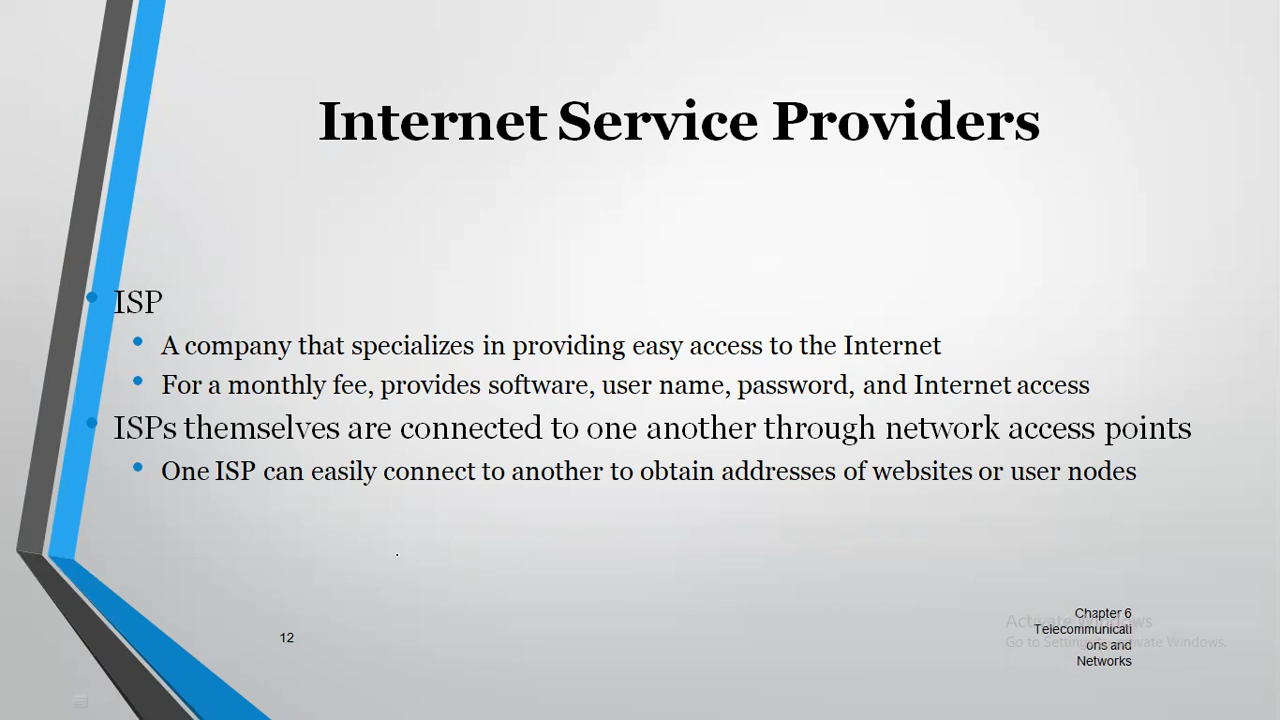 Internet Service Providers
• ISP
• A company that specializes in providing easy access to the Internet
• For a monthly fee, provides software, user name, password, and Internet access
• ISPs themselves are connected to one another through network access points
• One ISP can easily connect to another to obtain addresses of websites or user nodes
12
Chapter 6
Telecommunicati
ons and
Networks
Activate Windows
Go to Settings to activate Windows.